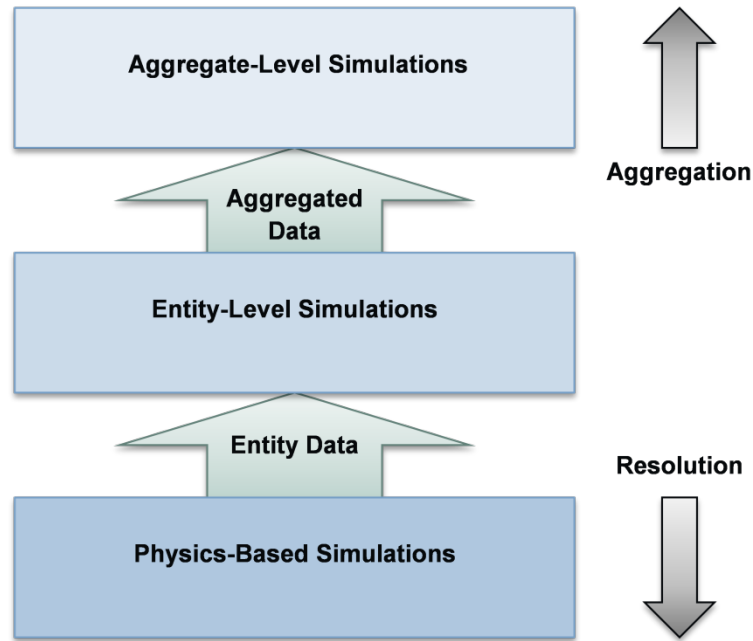 Aggregate-Level Simulations
Aggregation
Aggregated
Data
Entity-Level Simulations
Entity Data
Resolution
Physics-Based Simulations